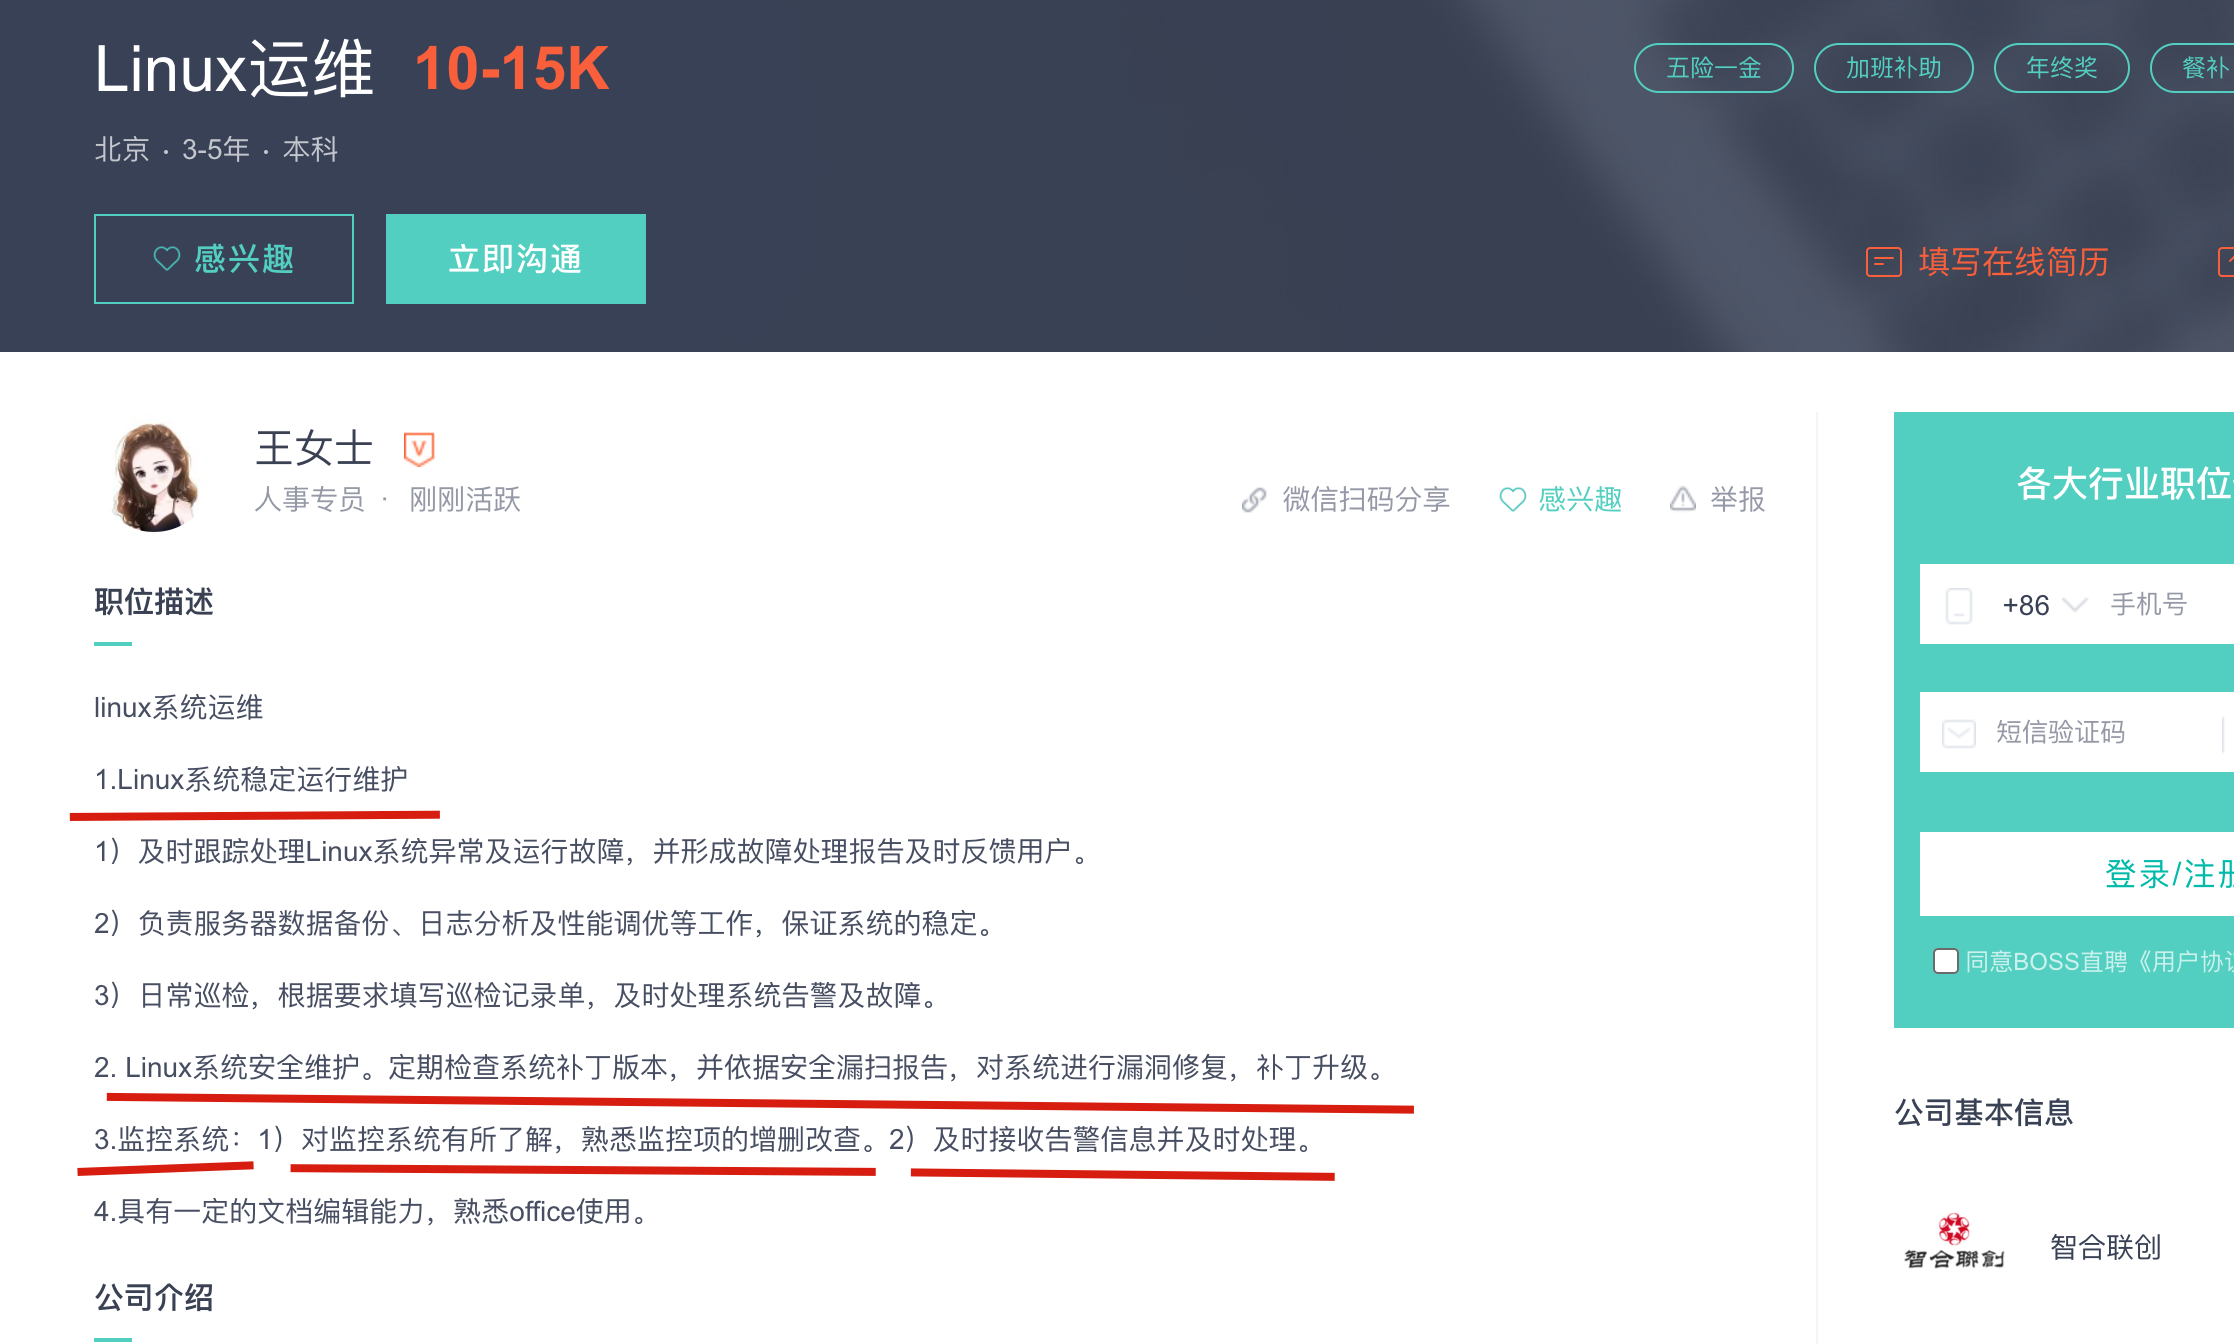 Linux运维 10-15K
五险一金 加班补助 年终奖 餐补
北京 · 3-5年 · 本科
感兴趣 立即沟通
填写在线简历
王女士
人事专员 · 刚刚活跃
微信扫码分享 感兴趣 举报
职位描述
linux系统运维
1.Linux系统稳定运行维护
1）及时跟踪处理Linux系统异常及运行故障，并形成故障处理报告及时反馈用户。
2）负责服务器数据备份、日志分析及性能调优等工作，保证系统的稳定。
3）日常巡检，根据要求填写巡检记录单，及时处理系统告警及故障。
2. Linux系统安全维护。定期检查系统补丁版本，并依据安全漏扫报告，对系统进行漏洞修复，补丁升级。
3.监控系统：1）对监控系统有所了解，熟悉监控项的增删改查。2）及时接收告警信息并及时处理。
4.具有一定的文档编辑能力，熟悉office使用。
公司介绍
各大行业职位
+86 手机号
短信验证码
登录/注册
同意BOSS直聘《用户协议
公司基本信息
智合聯創 智合联创